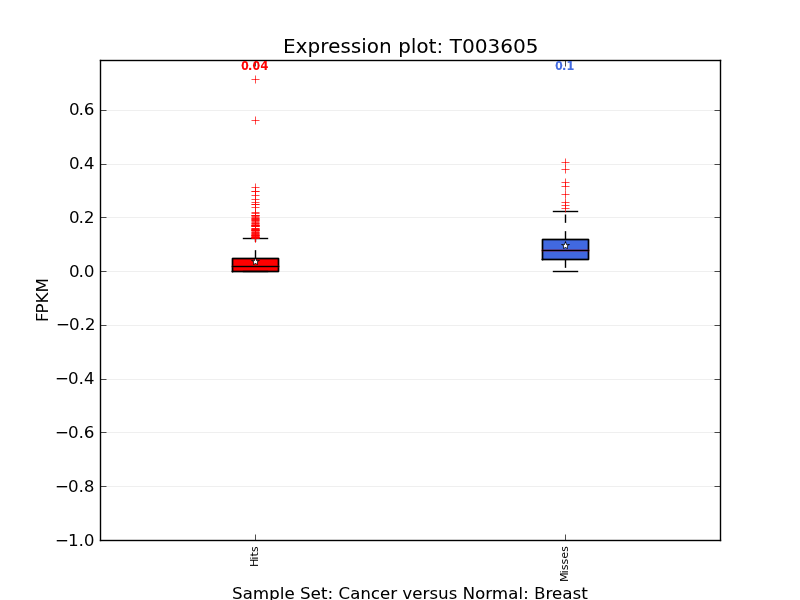 Expression plot: T003605
0.04
0.1
0.6
0.4
0.2
0.0
−0.2
−0.4
−0.6
−0.8
−1.0
FPKM
Hits
Misses
Sample Set: Cancer versus Normal: Breast